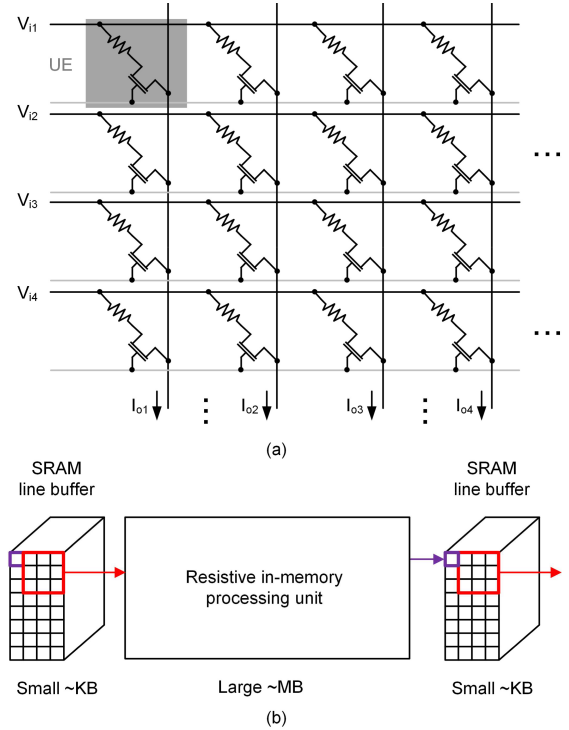 Vi1
UE
Vi2
...
Vi3
Vi4
...
Io1
Io2
Io3
Io4
(a)
SRAM
line buffer
SRAM
line buffer
Resistive in-memory
processing unit
Small ~KB
Large ~MB
Small ~KB
(b)